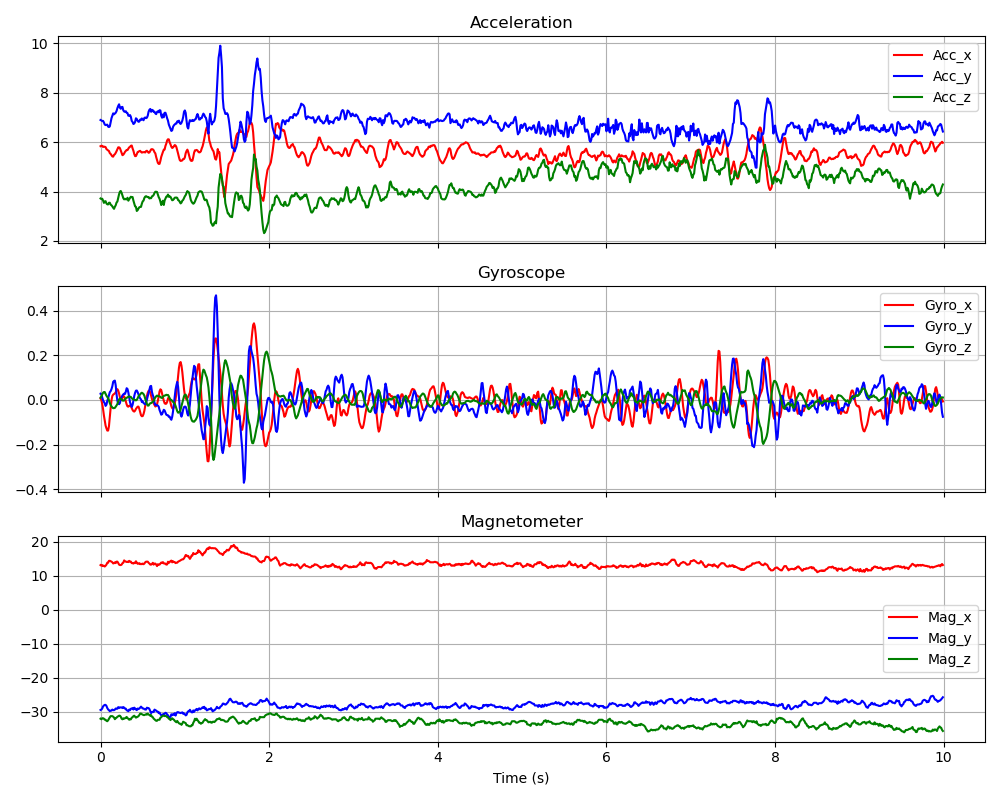 Acceleration
10
8
6
4
2
Acc_x
Acc_y
Acc_z
Gyroscope
0.4
0.2
0.0
−0.2
−0.4
Gyro_x
Gyro_y
Gyro_z
Magnetometer
20
10
0
−10
−20
−30
Mag_x
Mag_y
Mag_z
0 2 4 6 8 10
Time (s)